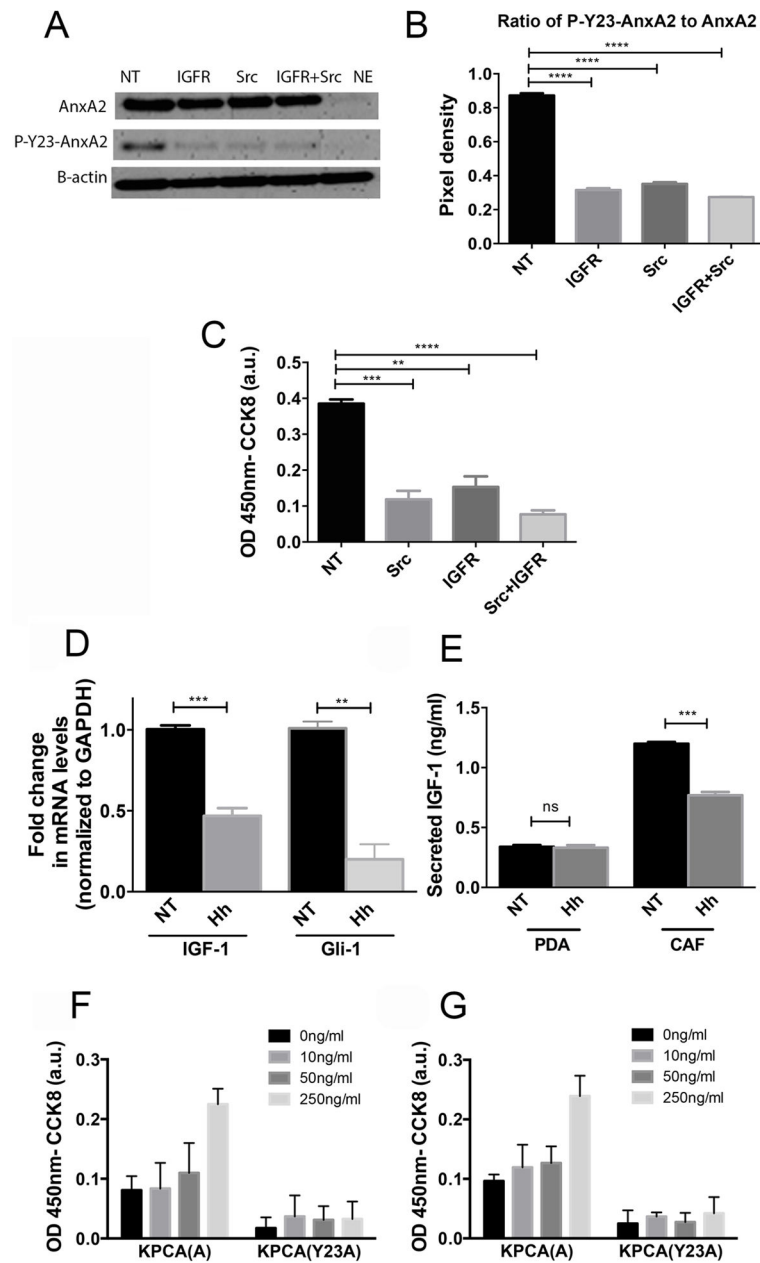 A
NT IGFR Src IGFR+Src NE
AnxA2
P-Y23-AnxA2
B-actin
B
Ratio of P-Y23-AnxA2 to AnxA2
****
****
****
Pixel density
1.0
0.8
0.6
0.4
0.2
0.0
NT IGFR Src IGFR+Src
C
****
**
***
OD 450nm- CCK8 (a.u.)
0.5
0.4
0.3
0.2
0.1
0.0
NT Src IGFR Src+IGFR
D
Fold change
in mRNA levels
(normalized to GAPDH)
*** **
1.0
0.5
0.0
NT Hh NT Hh
IGF-1 Gli-1
E
Secreted IGF-1 (ng/ml)
1.5
1.0
0.5
0.0
ns ***
NT Hh NT Hh
PDA CAF
F
OD 450nm- CCK8 (a.u.)
0.3
0.2
0.1
0.0
0ng/ml
10ng/ml
50ng/ml
250ng/ml
KPCA(A) KPCA(Y23A)
G
OD 450nm- CCK8 (a.u.)
0.3
0.2
0.1
0.0
0ng/ml
10ng/ml
50ng/ml
250ng/ml
KPCA(A) KPCA(Y23A)